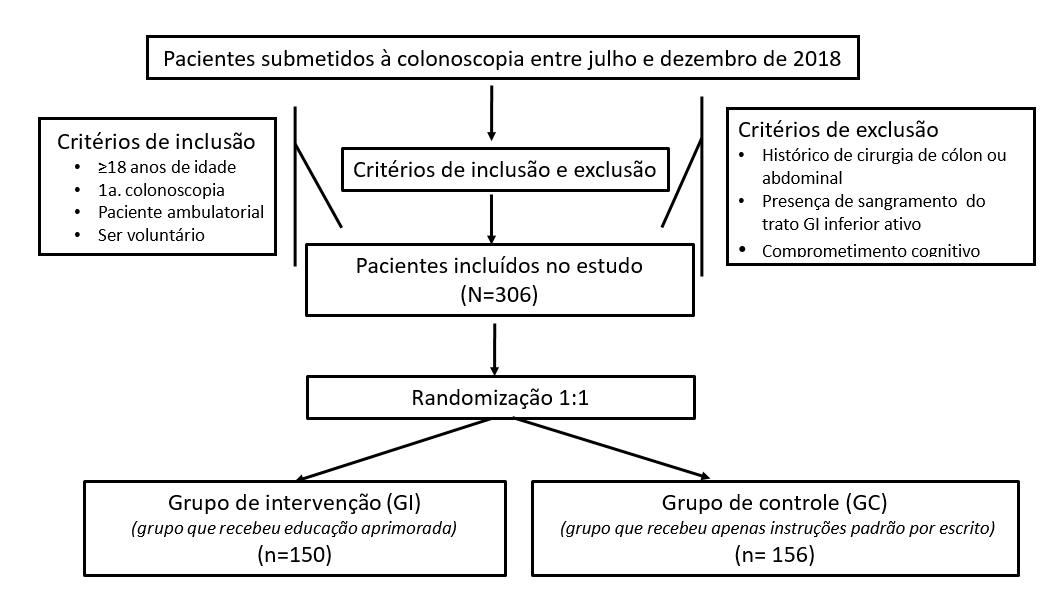 Pacientes submetidos à colonoscopia entre julho e dezembro de 2018
Critérios de inclusão
• ≥18 anos de idade
• 1a. colonoscopia
• Paciente ambulatorial
• Ser voluntário
Critérios de inclusão e exclusão
Critérios de exclusão
• Histórico de cirurgia de cólon ou
abdominal
• Presença de sangramento do
trato GI inferior ativo
• Comprometimento cognitivo
Pacientes incluídos no estudo
(N=306)
Randomização 1:1
Grupo de intervenção (GI)
(grupo que recebeu educação aprimorada)
(n=150)
Grupo de controle (GC)
(grupo que recebeu apenas instruções padrão por escrito)
(n= 156)